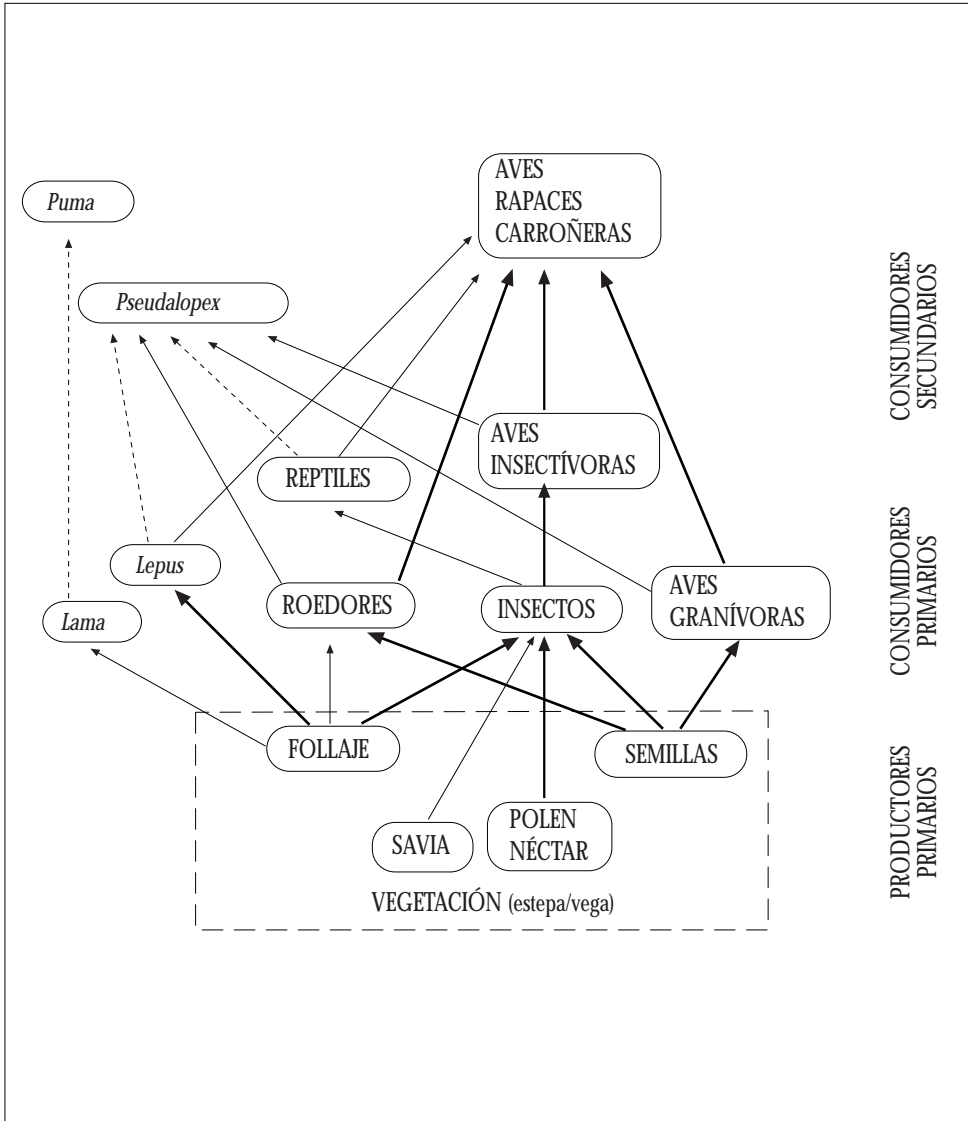 AVES
RAPACES
CARROÑERAS
Puma
Pseudalopex
CONSUMIDORES
SECUNDARIOS
AVES
INSECTÍVORAS
REPTILES
Lepus
ROEDORES
INSECTOS
AVES
GRANÍVORAS
Lama
CONSUMIDORES
PRIMARIOS
FOLLAJE
SEMILLAS
SAVIA
POLEN
NÉCTAR
VEGETACIÓN (estepa/vega)
PRODUCTORES
PRIMARIOS